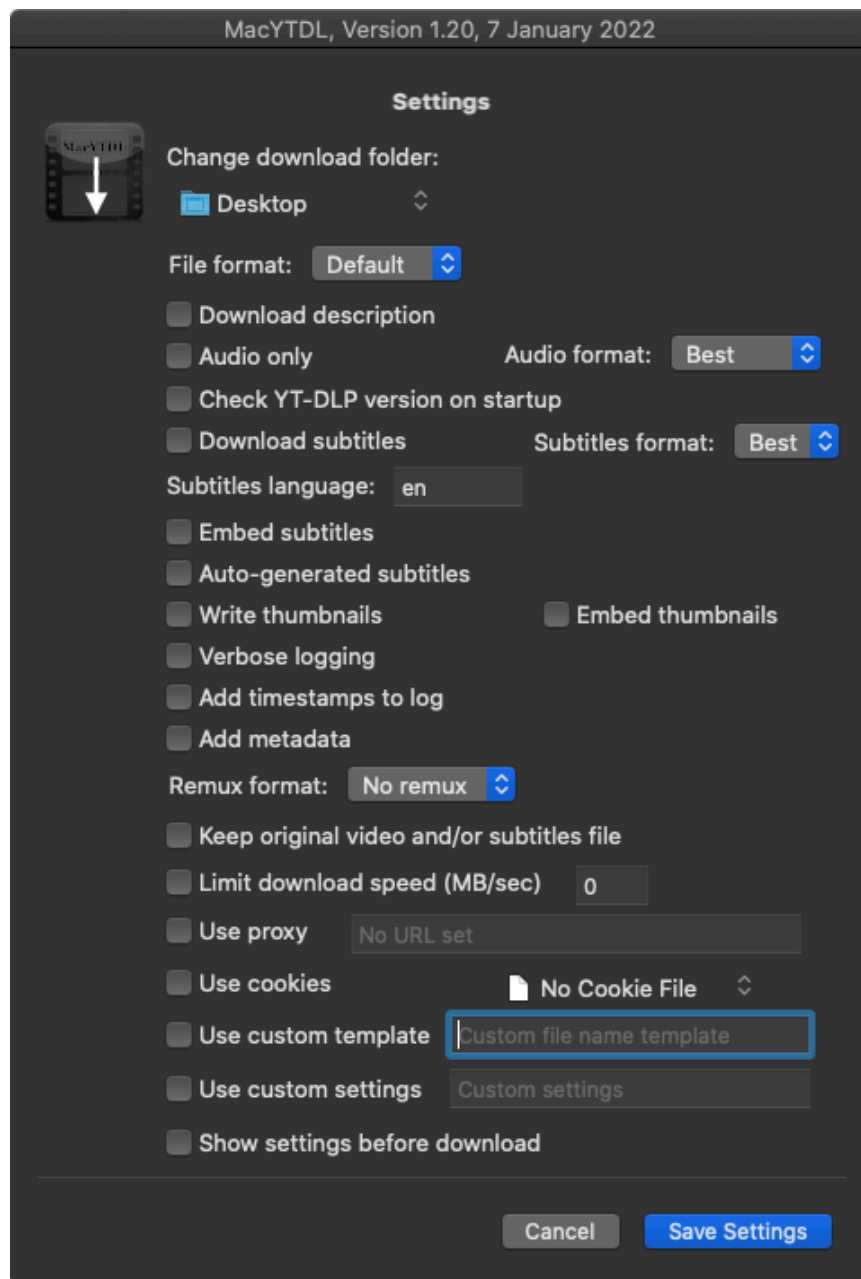 MacYTDL, Version 1.20, 7 January 2022
Settings
MacYTDL
Change download folder:
Desktop
File format: Default
Download description
Audio only Audio format: Best
Check YT-DLP version on startup
Download subtitles Subtitles format: Best
Subtitles language: en
Embed subtitles
Auto-generated subtitles
Write thumbnails Embed thumbnails
Verbose logging
Add timestamps to log
Add metadata
Remux format: No remux
Keep original video and/or subtitles file
Limit download speed (MB/sec) 0
Use proxy No URL set
Use cookies No Cookie File
Use custom template Custom file name template
Use custom settings Custom settings
Show settings before download
Cancel Save Settings